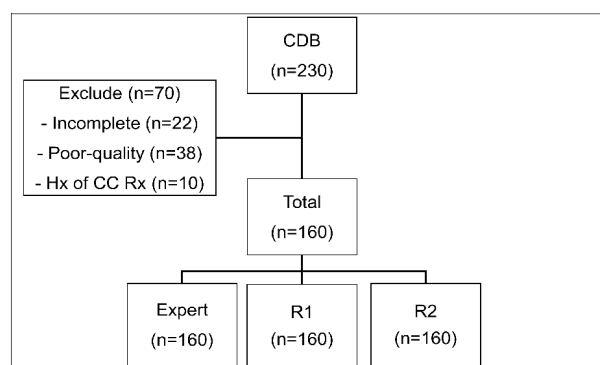 CDB
(n=230)
Exclude (n=70)
- Incomplete (n=22)
- Poor-quality (n=38)
- Hx of CC Rx (n=10)
Total
(n=160)
Expert
(n=160)
R1
(n=160)
R2
(n=160)